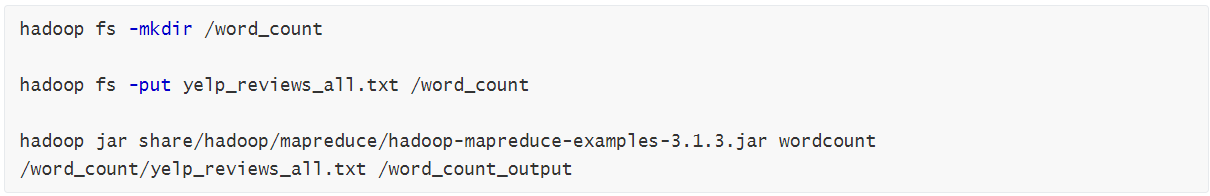 hadoop fs -mkdir /word_count
hadoop fs -put yelp_reviews_all.txt /word_count
hadoop jar share/hadoop/mapreduce/hadoop-mapreduce-examples-3.1.3.jar wordcount
/word_count/yelp_reviews_all.txt /word_count_output